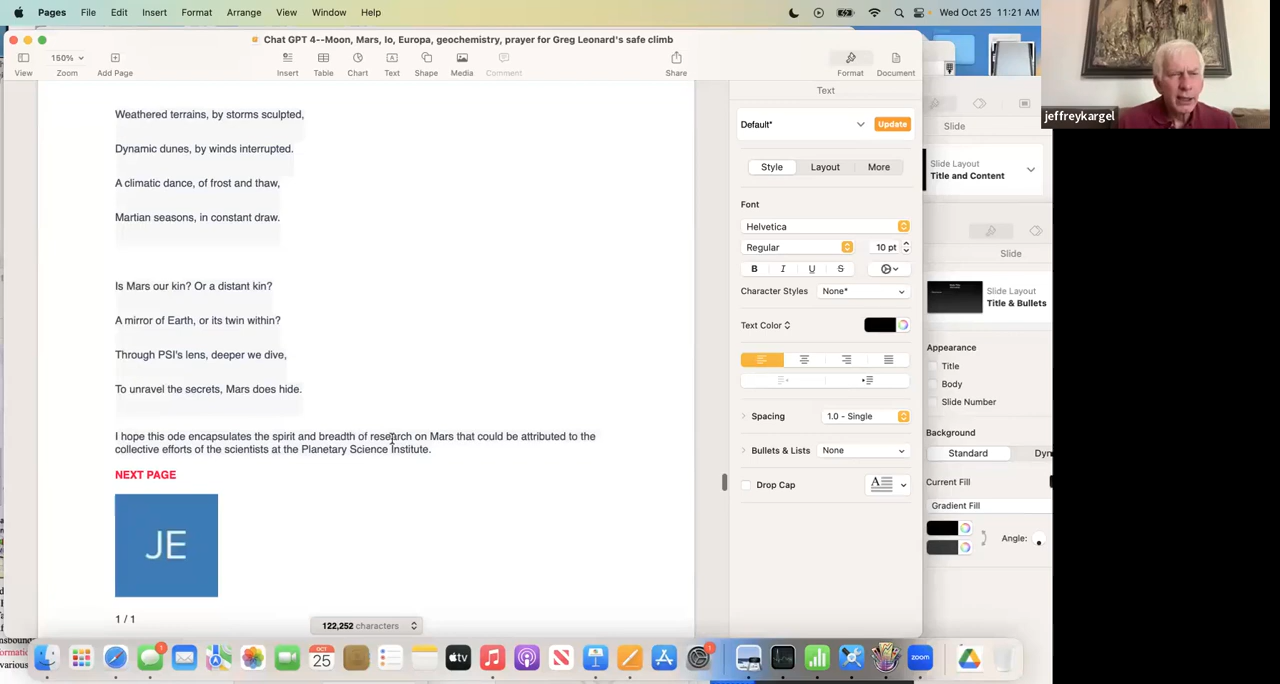 Pages File Edit Insert Format Arrange View Window Help
Wed Oct 25 11:21 AM
Chat GPT 4--Moon, Mars, Io, Europa, geochemistry, prayer for Greg Leonard's safe climb
150%
View Zoom Add Page Insert Table Chart Text Shape Media Comment Share Format Document
Weathered terrains, by storms sculpted,
Dynamic dunes, by winds interrupted.
A climatic dance, of frost and thaw,
Martian seasons, in constant draw.
Is Mars our kin? Or a distant kin?
A mirror of Earth, or its twin within?
Through PSI's lens, deeper we dive,
To unravel the secrets, Mars does hide.
I hope this ode encapsulates the spirit and breadth of research on Mars that could be attributed to the
collective efforts of the scientists at the Planetary Science Institute.
NEXT PAGE
JE
1 / 1
122,252 characters
Text
Default*
Update
Style Layout More
Font
Helvetica
Regular 10 pt
B I U S
Character Styles None*
Text Color
Spacing 1.0 - Single
Bullets & Lists None
Drop Cap
A
jeffreykargel
Slide
Slide Layout
Title and Content
Slide
Slide Layout
Title & Bullets
Appearance
Title
Body
Slide Number
Background
Standard Dyn
Current Fill
Gradient Fill
Angle:
nsbound
formatio
various
OCT
25
1
tv
zoom
1